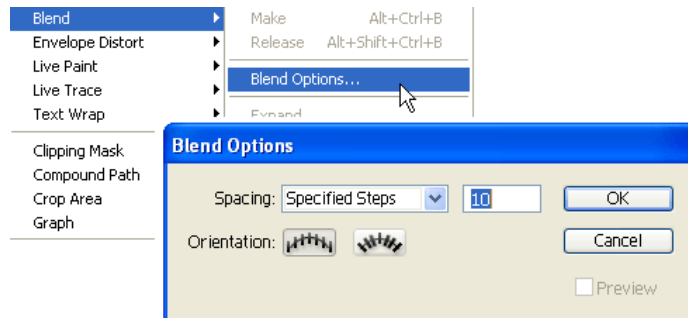 Blend
Envelope Distort
Live Paint
Live Trace
Text Wrap
Clipping Mask
Compound Path
Crop Area
Graph
Make Alt+Ctrl+B
Release Alt+Shift+Ctrl+B
Blend Options...
Expand
Blend Options
Spacing: Specified Steps 10 OK
Orientation: Cancel
Preview